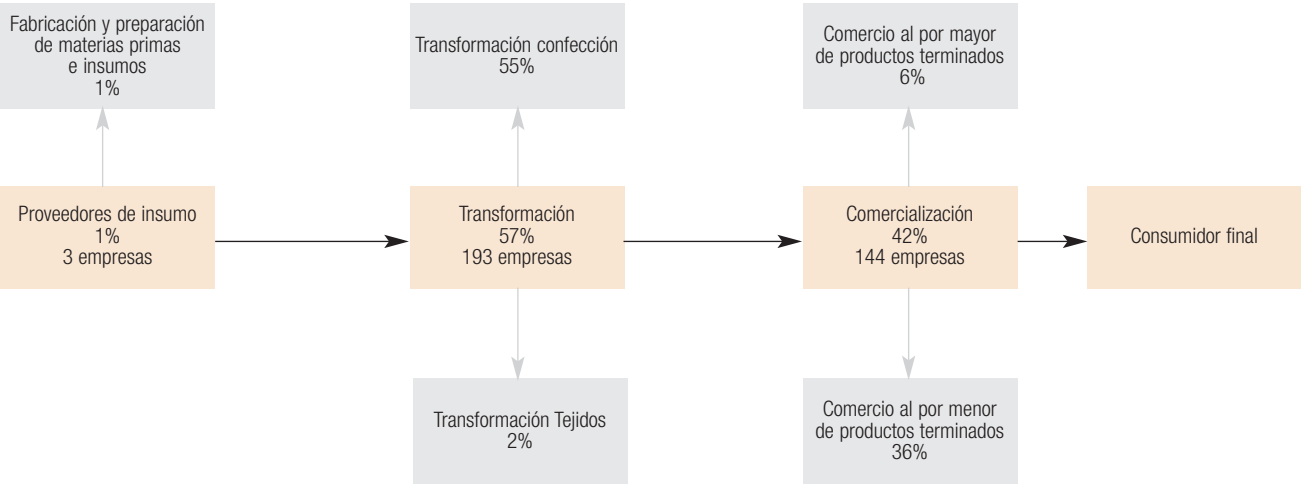 Fabricación y preparación
de materias primas
e insumos
1%
Transformación confección
55%
Comercio al por mayor
de productos terminados
6%
Proveedores de insumo
1%
3 empresas
Transformación
57%
193 empresas
Comercialización
42%
144 empresas
Consumidor final
Transformación Tejidos
2%
Comercio al por menor
de productos terminados
36%